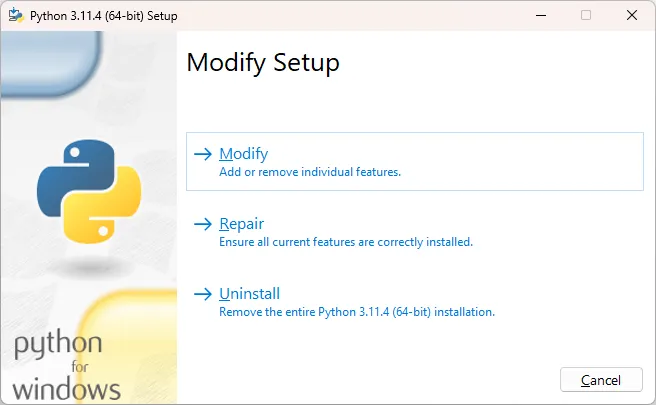 Python 3.11.4 (64-bit) Setup
Modify Setup
Modify
Add or remove individual features.
Repair
Ensure all current features are correctly installed.
Uninstall
Remove the entire Python 3.11.4 (64-bit) installation.
python
for
windows
Cancel